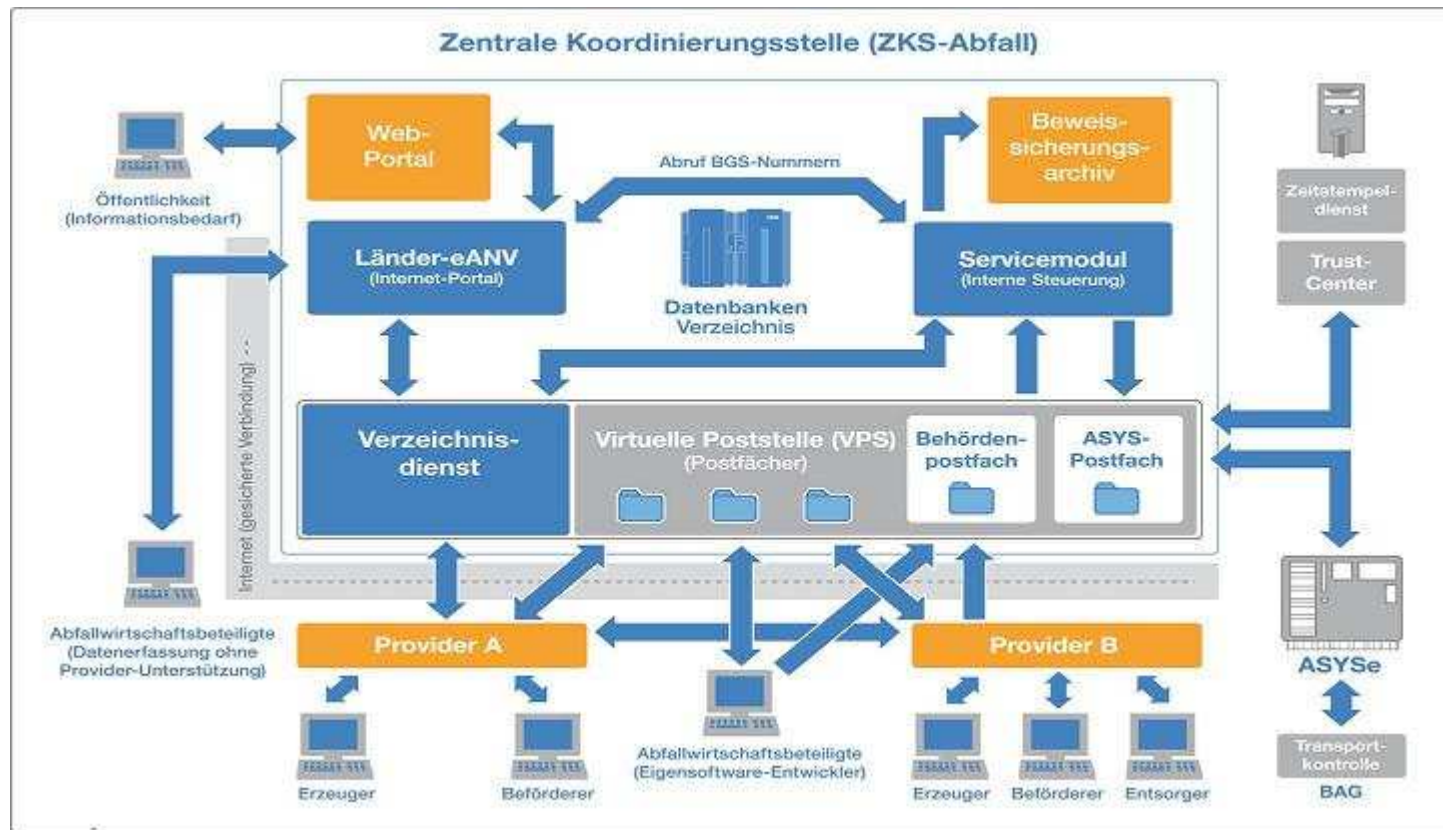 Zentrale Koordinierungsstelle (ZKS-Abfall)
Web-
Portal
Beweis-
sicherungs-
archiv
Abruf BGS-Nummern
Öffentlichkeit
(Informationsbedarf)
Zeitatempel-
dienst
Trust-
Center
Länder-eANV
(Internet-Portal)
Servicemodul
(Interne Steuerung)
Datenbanken
Verzeichnis
Internet (gesicherte Verbindung)
Verzeichnis-
dienst
Virtuelle Poststelle (VPS)
(Postfächer)
Behörden-
postfach
ASYS-
Postfach
Abfallwirtschaftsbeteiligte
(Datenerfassung ohne
Provider-Unterstützung)
Provider A
Provider B
ASYSe
Erzeuger
Beförderer
Abfallwirtschaftsbeteiligte
(Eigensoftware-Entwickler)
Erzeuger
Beförderer
Entsorger
Transport-
kontrolle
BAG